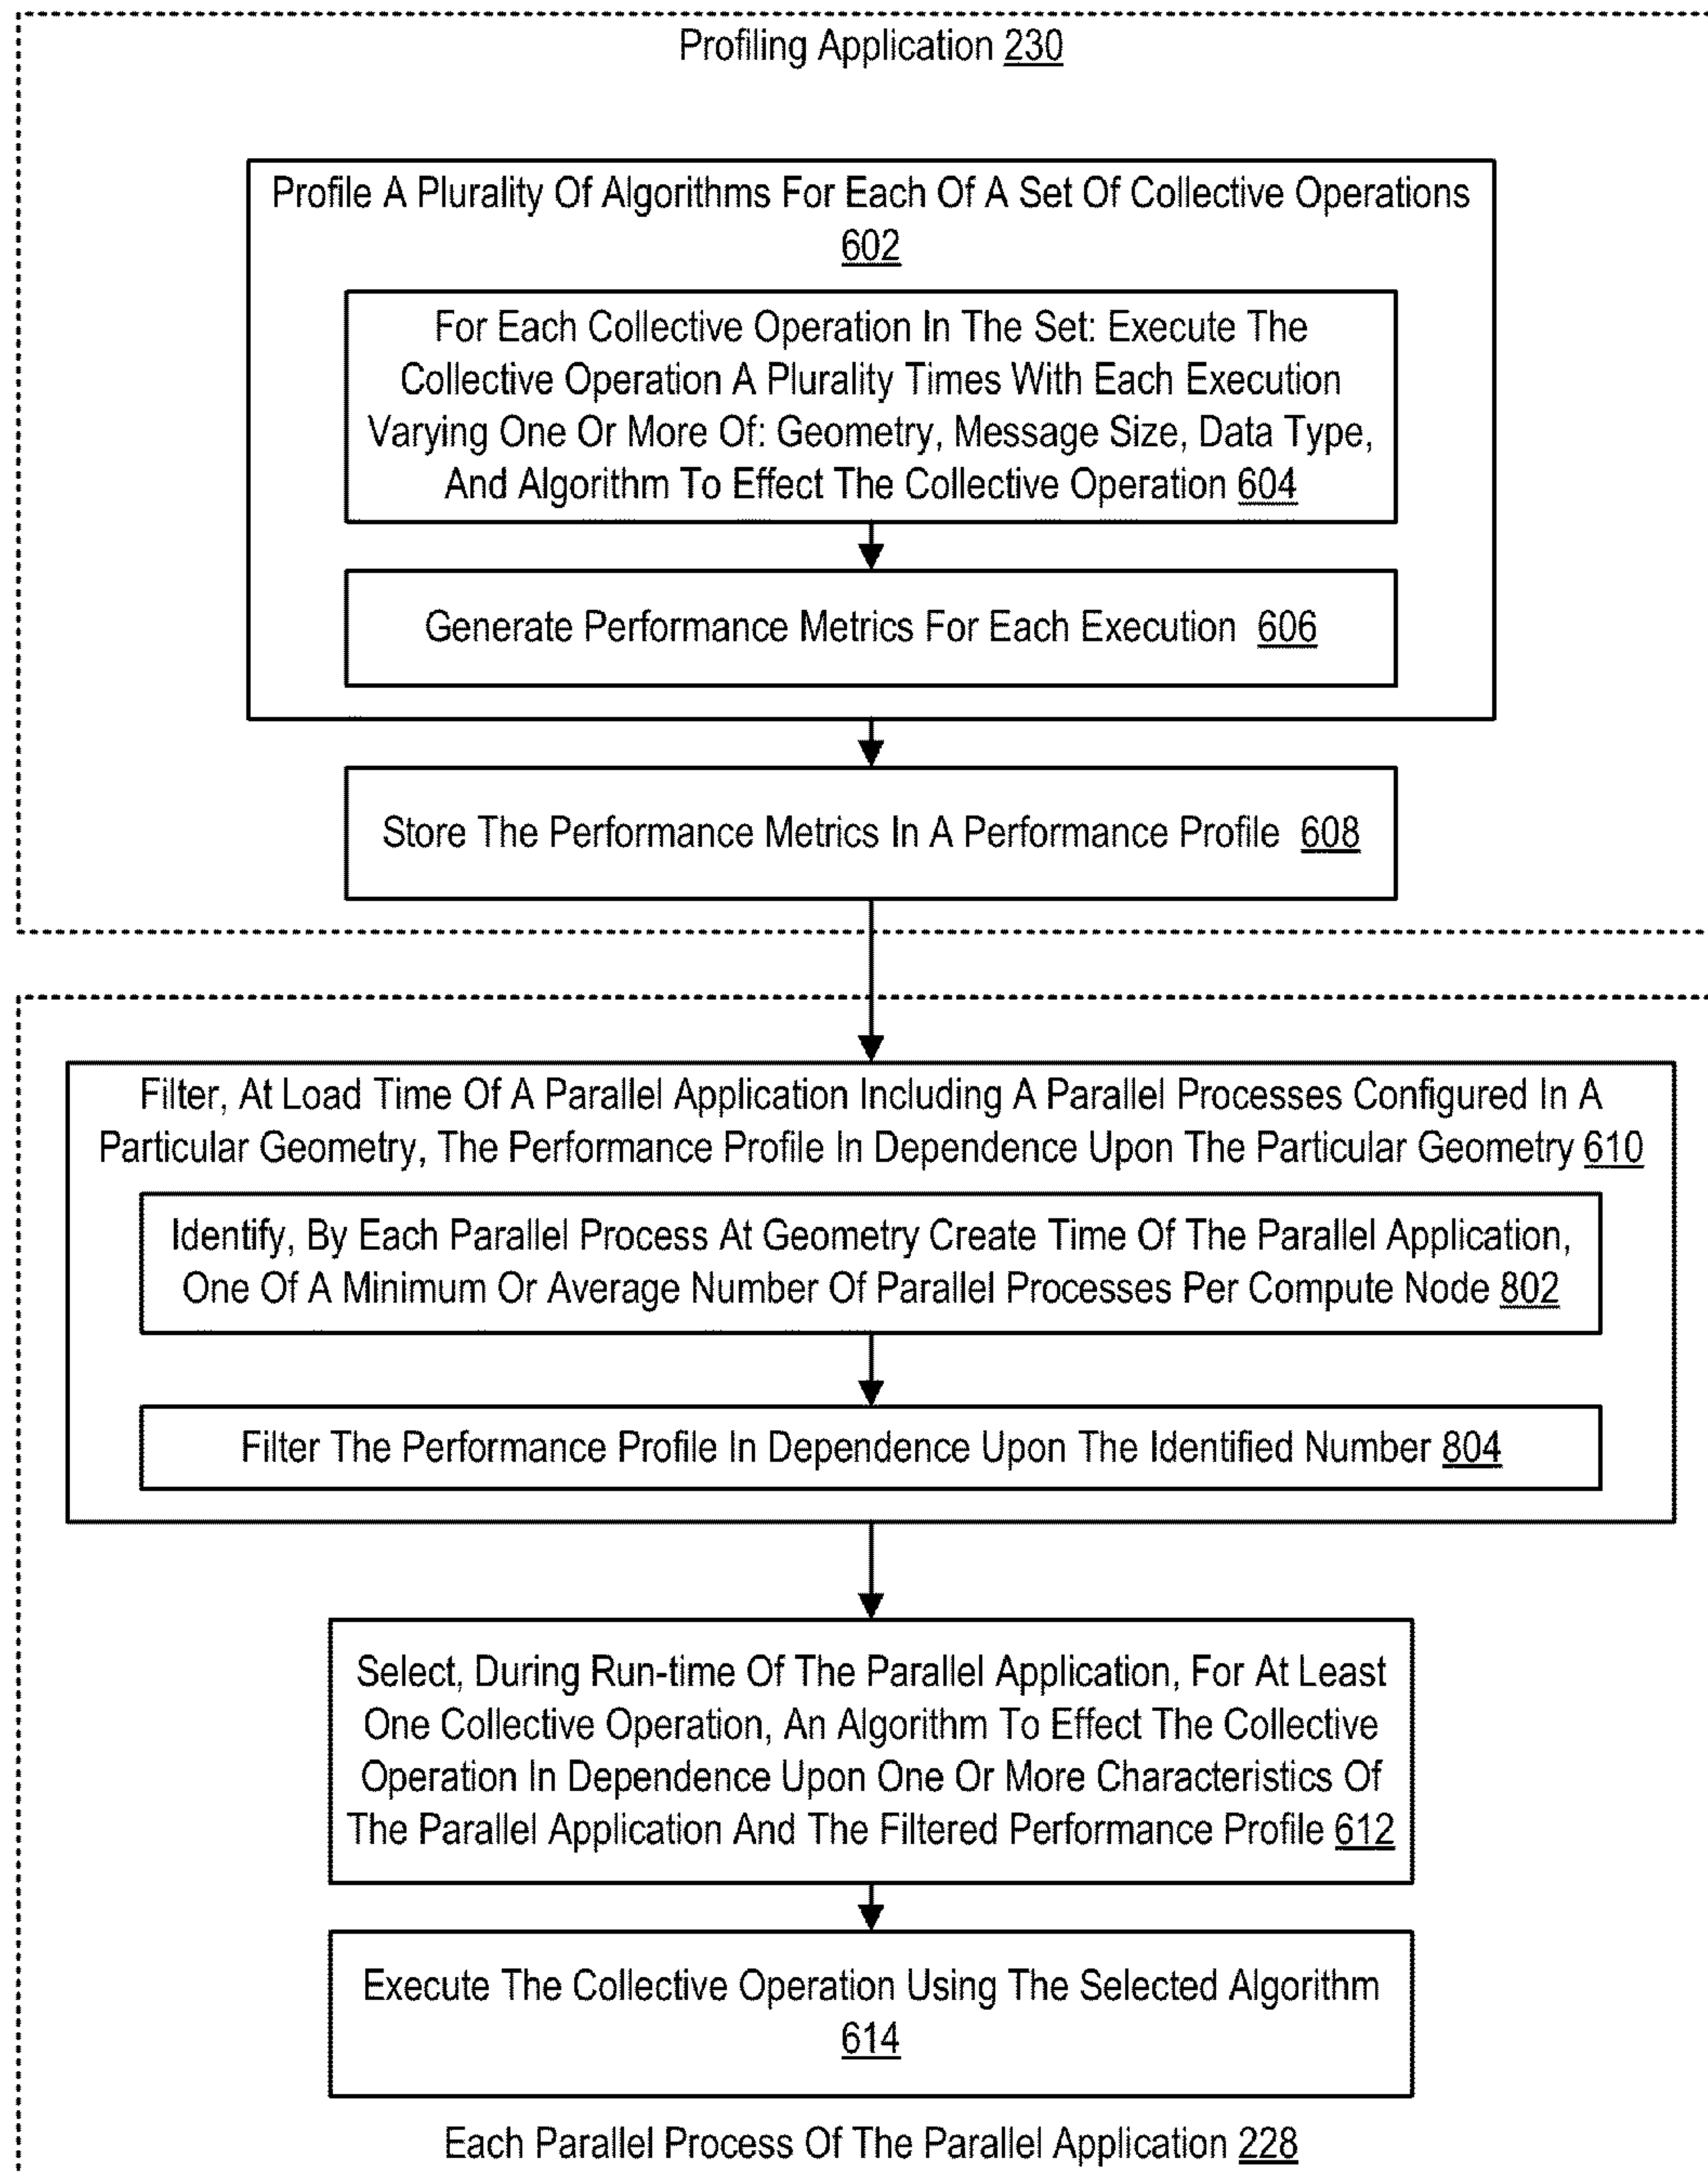 Profiling Application 230
Profile A Plurality Of Algorithms For Each Of A Set Of Collective Operations
602
For Each Collective Operation In The Set: Execute The
Collective Operation A Plurality Times With Each Execution
Varying One Or More Of: Geometry, Message Size, Data Type,
And Algorithm To Effect The Collective Operation 604
Generate Performance Metrics For Each Execution 606
Store The Performance Metrics In A Performance Profile 608
Filter, At Load Time Of A Parallel Application Including A Parallel Processes Configured In A
Particular Geometry, The Performance Profile In Dependence Upon The Particular Geometry 610
Identify, By Each Parallel Process At Geometry Create Time Of The Parallel Application,
One Of A Minimum Or Average Number Of Parallel Processes Per Compute Node 802
Filter The Performance Profile In Dependence Upon The Identified Number 804
Select, During Run-time Of The Parallel Application, For At Least
One Collective Operation, An Algorithm To Effect The Collective
Operation In Dependence Upon One Or More Characteristics Of
The Parallel Application And The Filtered Performance Profile 612
Execute The Collective Operation Using The Selected Algorithm
614
Each Parallel Process Of The Parallel Application 228